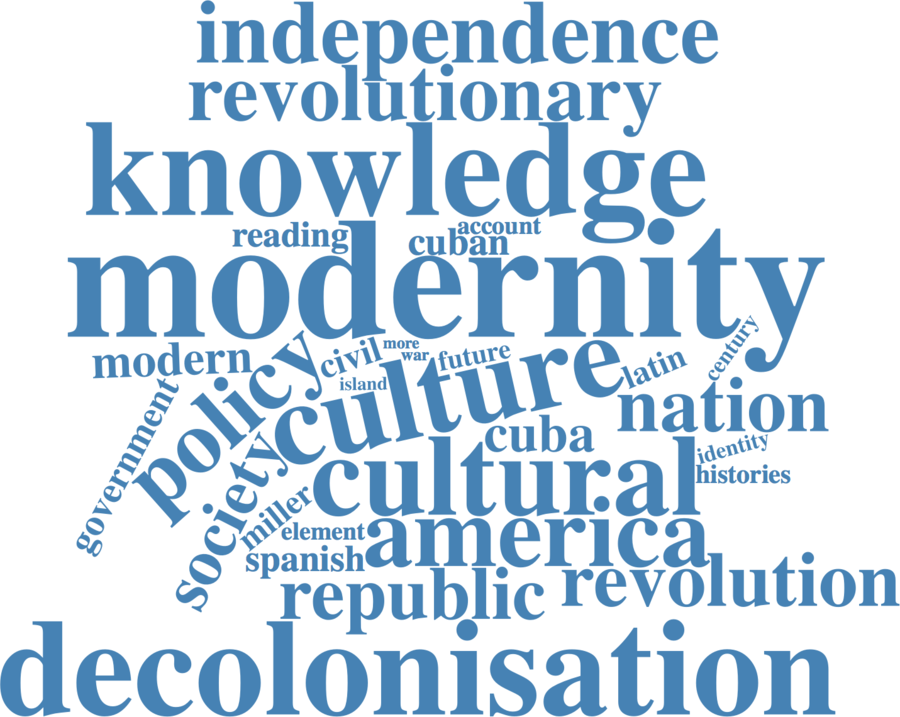 independence
revolutionary
knowledge
account
reading
cuban
modernity
century
more
modern
civil
war
future
island
latin
policy
culture
government
nation
cuba
society
cultural
identity
histories
miller
element
america
spanish
republic
revolution
decolonisation